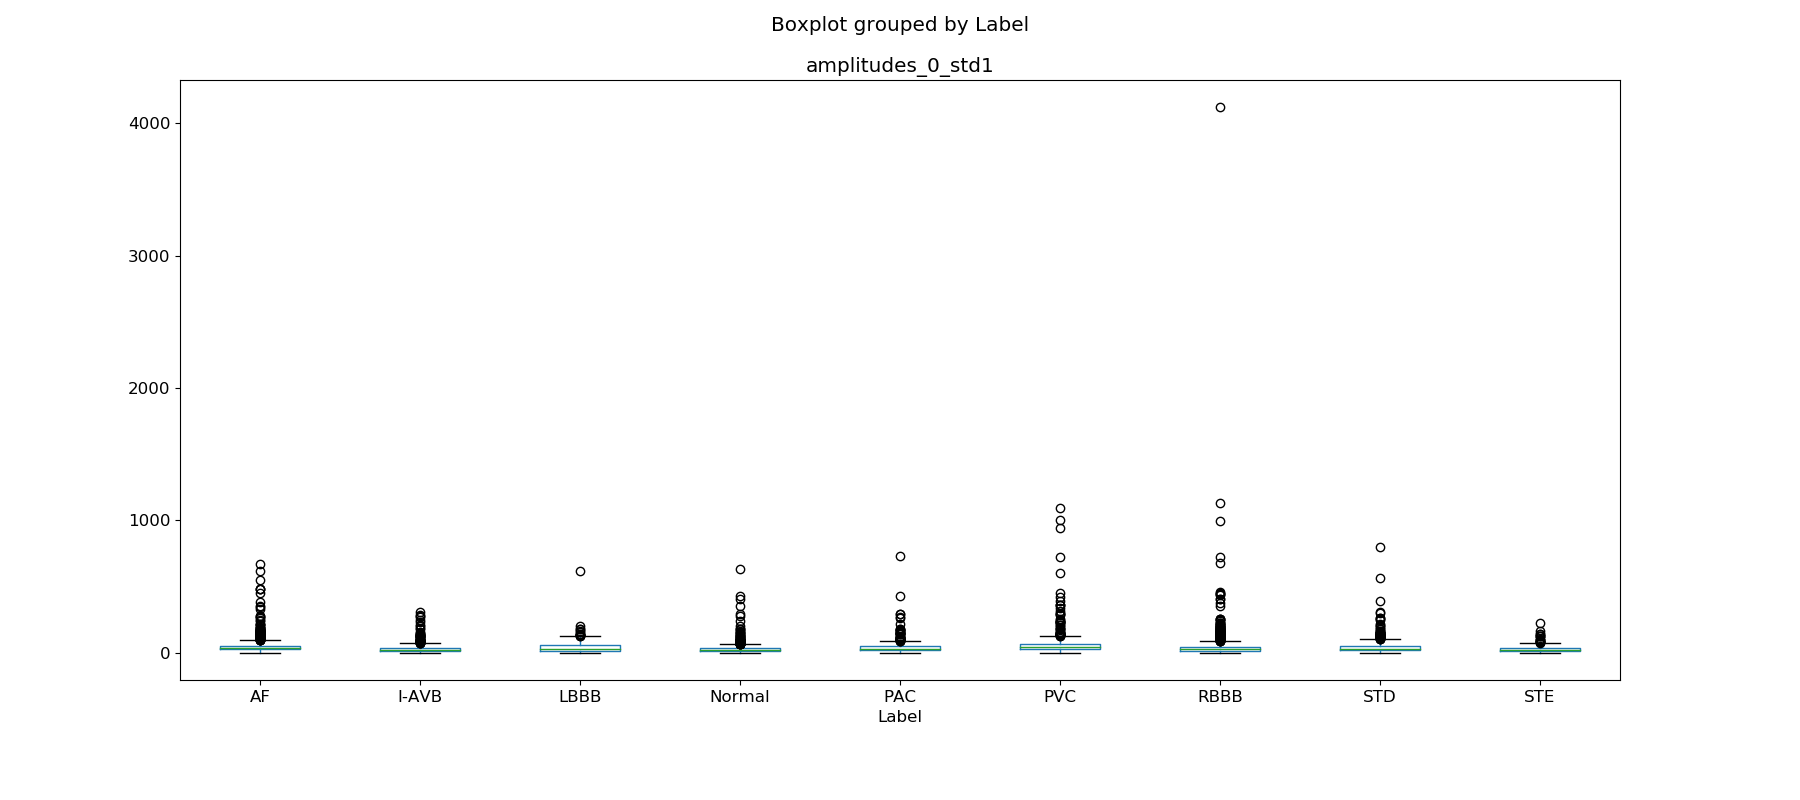 Boxplot grouped by Label
amplitudes_0_std1
4000
3000
2000
1000
0
AF I-AVB LBBB Normal PAC PVC RBBB STD STE
Label